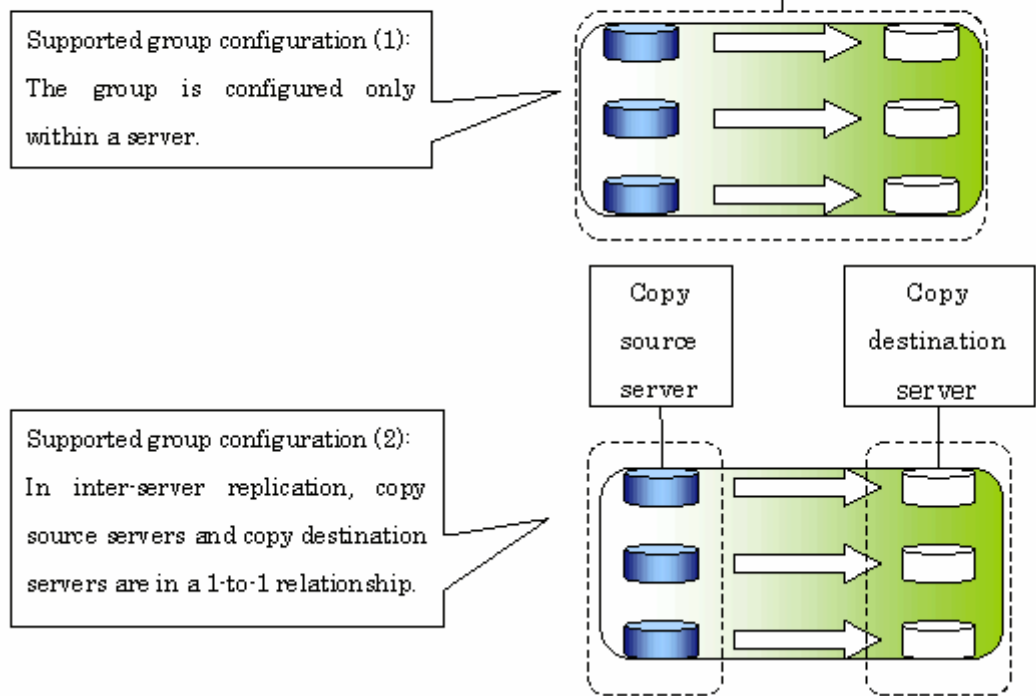 Supported group configuration (1):
The group is configured only
within a server.
Copy
source
server
Copy
destination
server
Supported group configuration (2):
In inter-server replication, copy
source servers and copy destination
servers are in a 1-to-1 relationship.